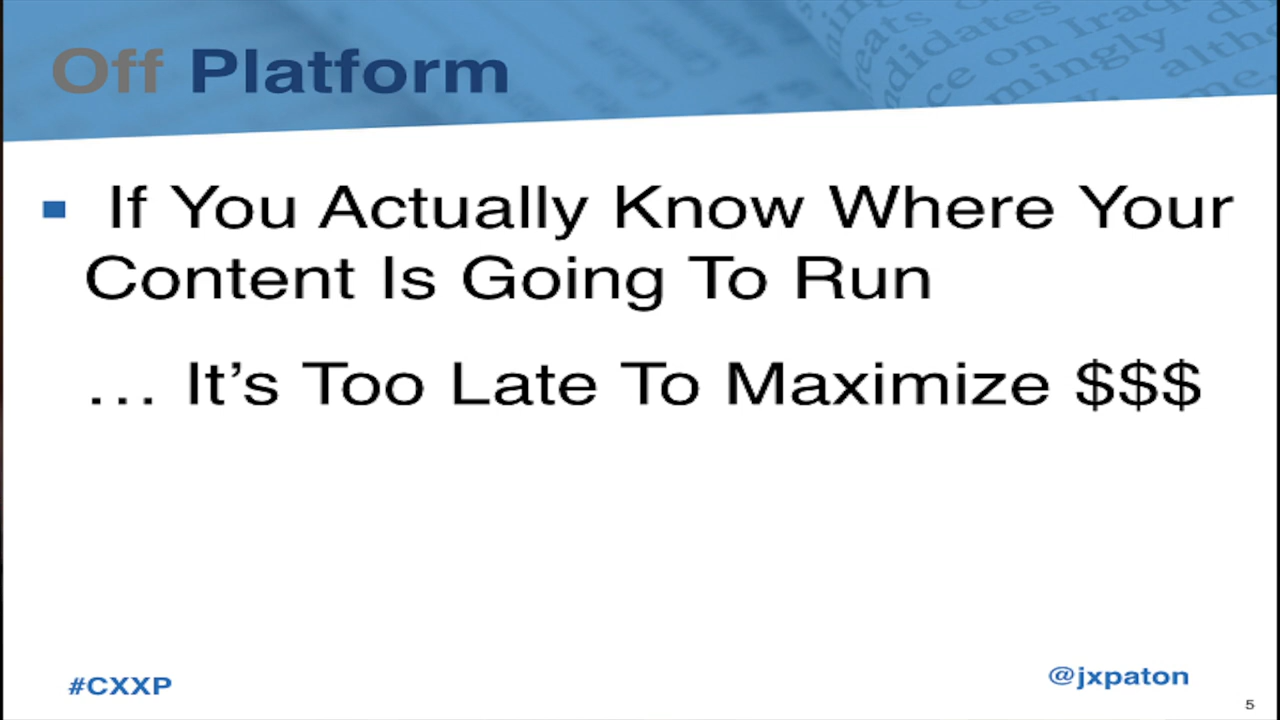 Off Platform
▪ If You Actually Know Where Your
Content Is Going To Run
… It’s Too Late To Maximize $$$
#CXXP
@jxpaton
5